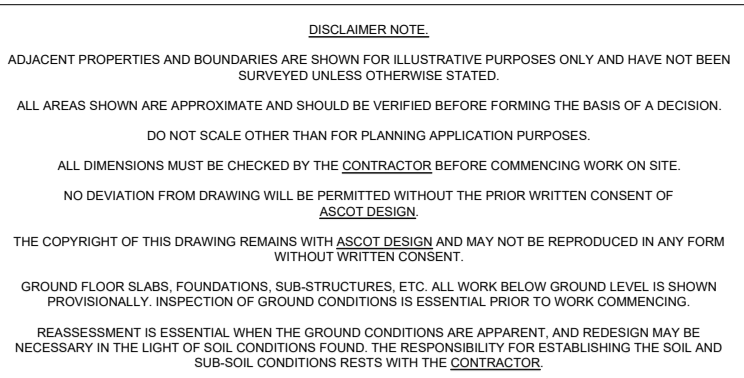 DISCLAIMER NOTE.
ADJACENT PROPERTIES AND BOUNDARIES ARE SHOWN FOR ILLUSTRATIVE PURPOSES ONLY AND HAVE NOT BEEN
SURVEYED UNLESS OTHERWISE STATED.
ALL AREAS SHOWN ARE APPROXIMATE AND SHOULD BE VERIFIED BEFORE FORMING THE BASIS OF A DECISION.
DO NOT SCALE OTHER THAN FOR PLANNING APPLICATION PURPOSES.
ALL DIMENSIONS MUST BE CHECKED BY THE CONTRACTOR BEFORE COMMENCING WORK ON SITE.
NO DEVIATION FROM DRAWING WILL BE PERMITTED WITHOUT THE PRIOR WRITTEN CONSENT OF
ASCOT DESIGN.
THE COPYRIGHT OF THIS DRAWING REMAINS WITH ASCOT DESIGN AND MAY NOT BE REPRODUCED IN ANY FORM
WITHOUT WRITTEN CONSENT.
GROUND FLOOR SLABS, FOUNDATIONS, SUB-STRUCTURES, ETC. ALL WORK BELOW GROUND LEVEL IS SHOWN
PROVISIONALLY. INSPECTION OF GROUND CONDITIONS IS ESSENTIAL PRIOR TO WORK COMMENCING.
REASSESSMENT IS ESSENTIAL WHEN THE GROUND CONDITIONS ARE APPARENT, AND REDESIGN MAY BE
NECESSARY IN THE LIGHT OF SOIL CONDITIONS FOUND. THE RESPONSIBILITY FOR ESTABLISHING THE SOIL AND
SUB-SOIL CONDITIONS RESTS WITH THE CONTRACTOR.